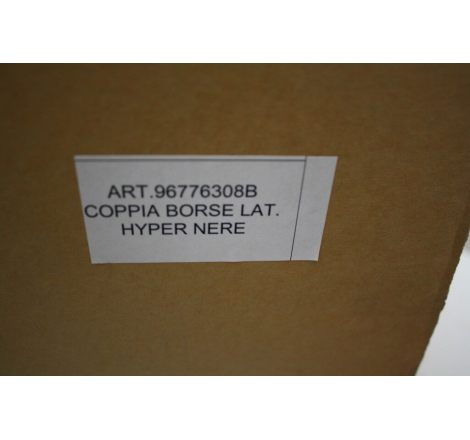 ART.96776308B
COPPIA BORSE LAT.
HYPER NERE